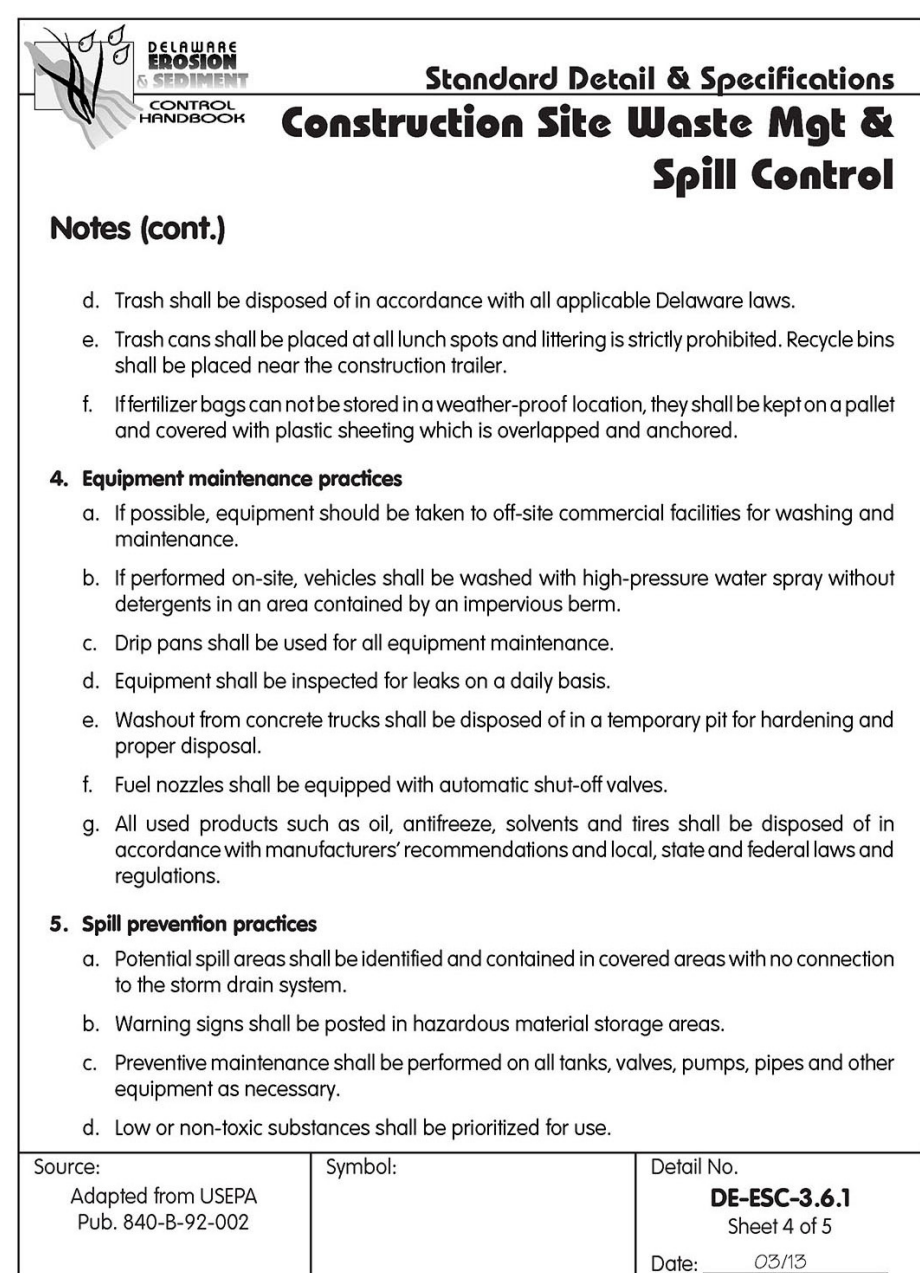 DELAWARE
EROSION
& SEDIMENT
CONTROL
HANDBOOK
Standard Detail & Specifications
Construction Site Waste Mgt &
Spill Control
Notes (cont.)
d. Trash shall be disposed of in accordance with all applicable Delaware laws.
e. Trash cans shall be placed at all lunch spots and littering is strictly prohibited. Recycle bins
shall be placed near the construction trailer.
f. If fertilizer bags can not be stored in a weather-proof location, they shall be kept on a pallet
and covered with plastic sheeting which is overlapped and anchored.
4. Equipment maintenance practices
a. If possible, equipment should be taken to off-site commercial facilities for washing and
maintenance.
b. If performed on-site, vehicles shall be washed with high-pressure water spray without
detergents in an area contained by an impervious berm.
c. Drip pans shall be used for all equipment maintenance.
d. Equipment shall be inspected for leaks on a daily basis.
e. Washout from concrete trucks shall be disposed of in a temporary pit for hardening and
proper disposal.
f. Fuel nozzles shall be equipped with automatic shut-off valves.
g. All used products such as oil, antifreeze, solvents and tires shall be disposed of in
accordance with manufacturers' recommendations and local, state and federal laws and
regulations.
5. Spill prevention practices
a. Potential spill areas shall be identified and contained in covered areas with no connection
to the storm drain system.
b. Warning signs shall be posted in hazardous material storage areas.
c. Preventive maintenance shall be performed on all tanks, valves, pumps, pipes and other
equipment as necessary.
d. Low or non-toxic substances shall be prioritized for use.
Source:
Adapted from USEPA
Pub. 840-B-92-002
Symbol:
Detail No.
DE-ESC-3.6.1
Sheet 4 of 5
Date: 03/13